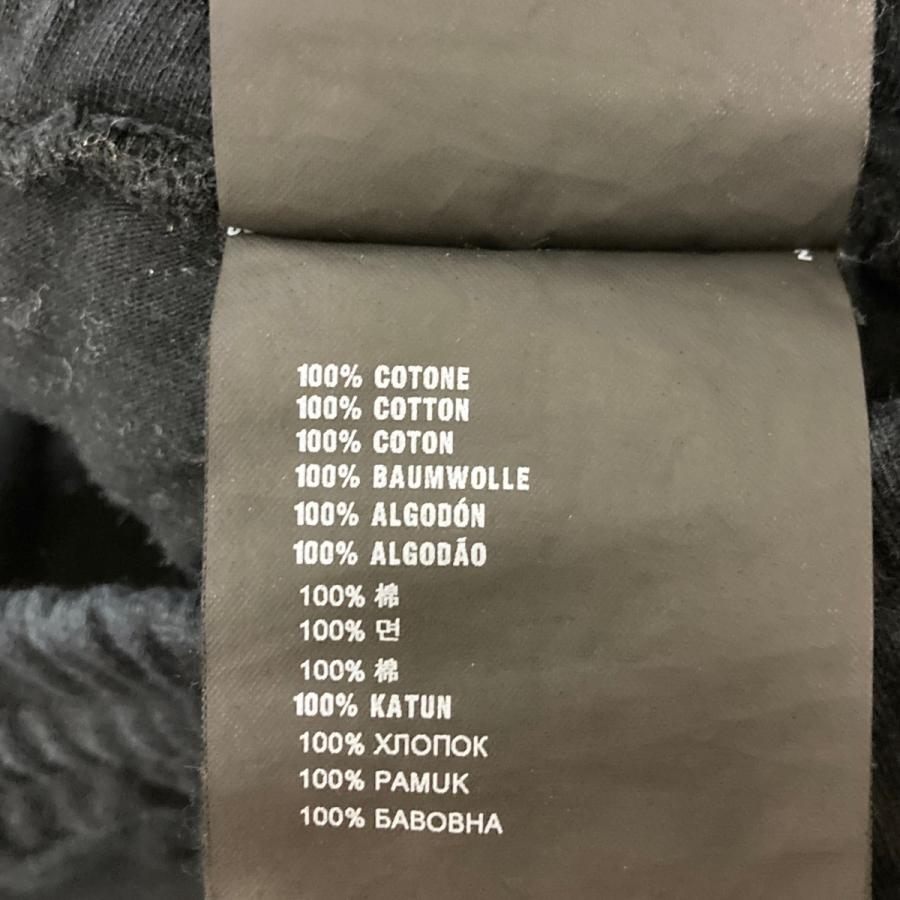 100% COTONE
100% COTTON
100% COTON
100% BAUMWOLLE
100% ALGODÓN
100% ALGODÃO
100% 棉
100% 면
100% 棉
100% KATUN
100% ХЛОПОК
100% PAMUK
100% БАВОВНА